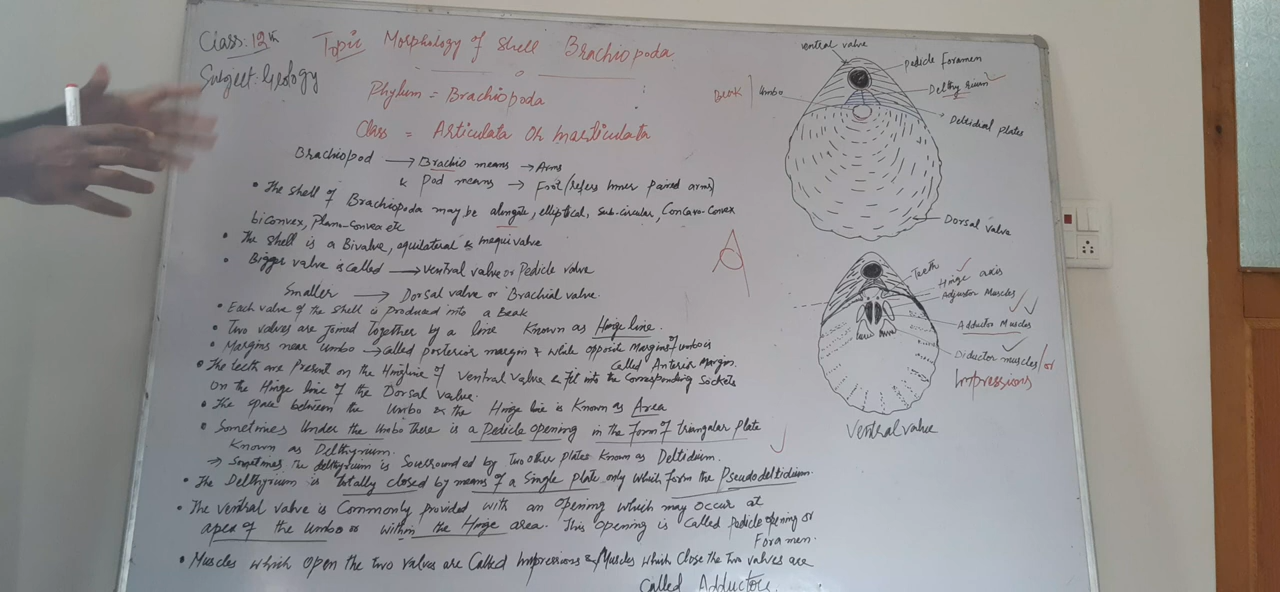 Class: 12th
Subject: Geology
Topic Morphology of Shell Brachiopoda
Phylum = Brachiopoda
Class = Articulata Or Inarticulata
Brachiopod → Brachio means → Arms
& Pod means → Foot (refers Inner Paired arms)
• The Shell of Brachiopoda may be elongate, elliptical, Sub-circular, Concavo-Convex
biconvex, Plano-convex etc
• The Shell is a Bivalve, equilateral & inequivalve
• Bigger valve is called → ventral valve or Pedicle valve
Smaller → Dorsal valve or Brachial valve.
• Each valve of the Shell is produced into a Beak
• Two valves are joined together by a line Known as Hinge line.
• Margins near Umbo → called posterior margin & while opposite Margins of umbo is
Called Anterior Margin.
• The teeth are Present on the Hingline of ventral valve & fit into the corresponding Sockets
on the Hinge line of the Dorsal valve.
• The space between the Umbo & the Hinge line is Known as Area
• Sometimes Under the Umbo There is a Pedicle opening in the form of triangular Plate
Known as Delthyrium.
⇒ Sometimes The delthyrium is Sourrounded by Two other Plates Known as Deltidium.
• The Delthyrium is totally closed by means of a Single Plate only which form the Pseudodeltidium.
• The ventral valve is Commonly provided with an opening which may occur at
apex of the Umbo or within the Hinge area. This opening is Called Pedicle opening or
Foramen.
• Muscles which open the two valves are Called Impressions & Muscles which close the Two valves are
Called Adductors.
ventral valve
Pedicle Foramen
Beak | Umbo
Delthyrium
Deltidial plates
Dorsal valve
Teeth
Hinge axis
Adjustor Muscles
Adductor Muscles
Diductor muscles / or
Impressions
Ventral valve